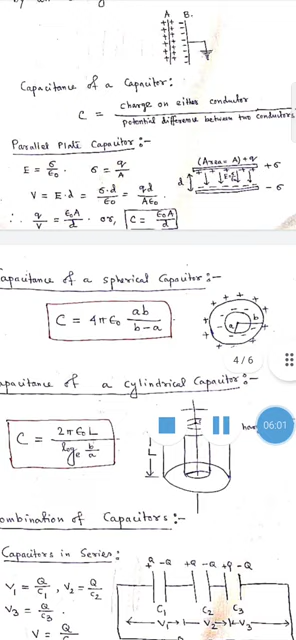 A B.
Capacitance of a Capacitor:
C = charge on either conductor / potential difference between two conductors
Parallel Plate Capacitor:-
E = σ/ε₀ σ = q/A
(Area = A) +q
+σ
d E
-σ
V = E·d = σ·d/ε₀ = qd/Aε₀
∴ q/V = ε₀A/d · or, C = ε₀A/d
apacitance of a spherical Capacitor:-
C = 4πε₀ ab/b-a
a b
4/6
apacitance of a cylindrical Capacitor:-
06:01
C = 2πε₀L / logₑ b/a
L
ombination of Capacitors:-
Capacitors in Series:
+Q -Q +Q -Q +Q -Q
V₁ = Q/C₁, V₂ = Q/C₂
C₁ C₂ C₃
V₃ = Q/C₃.
V₁ V₂ V₃
V = Q/